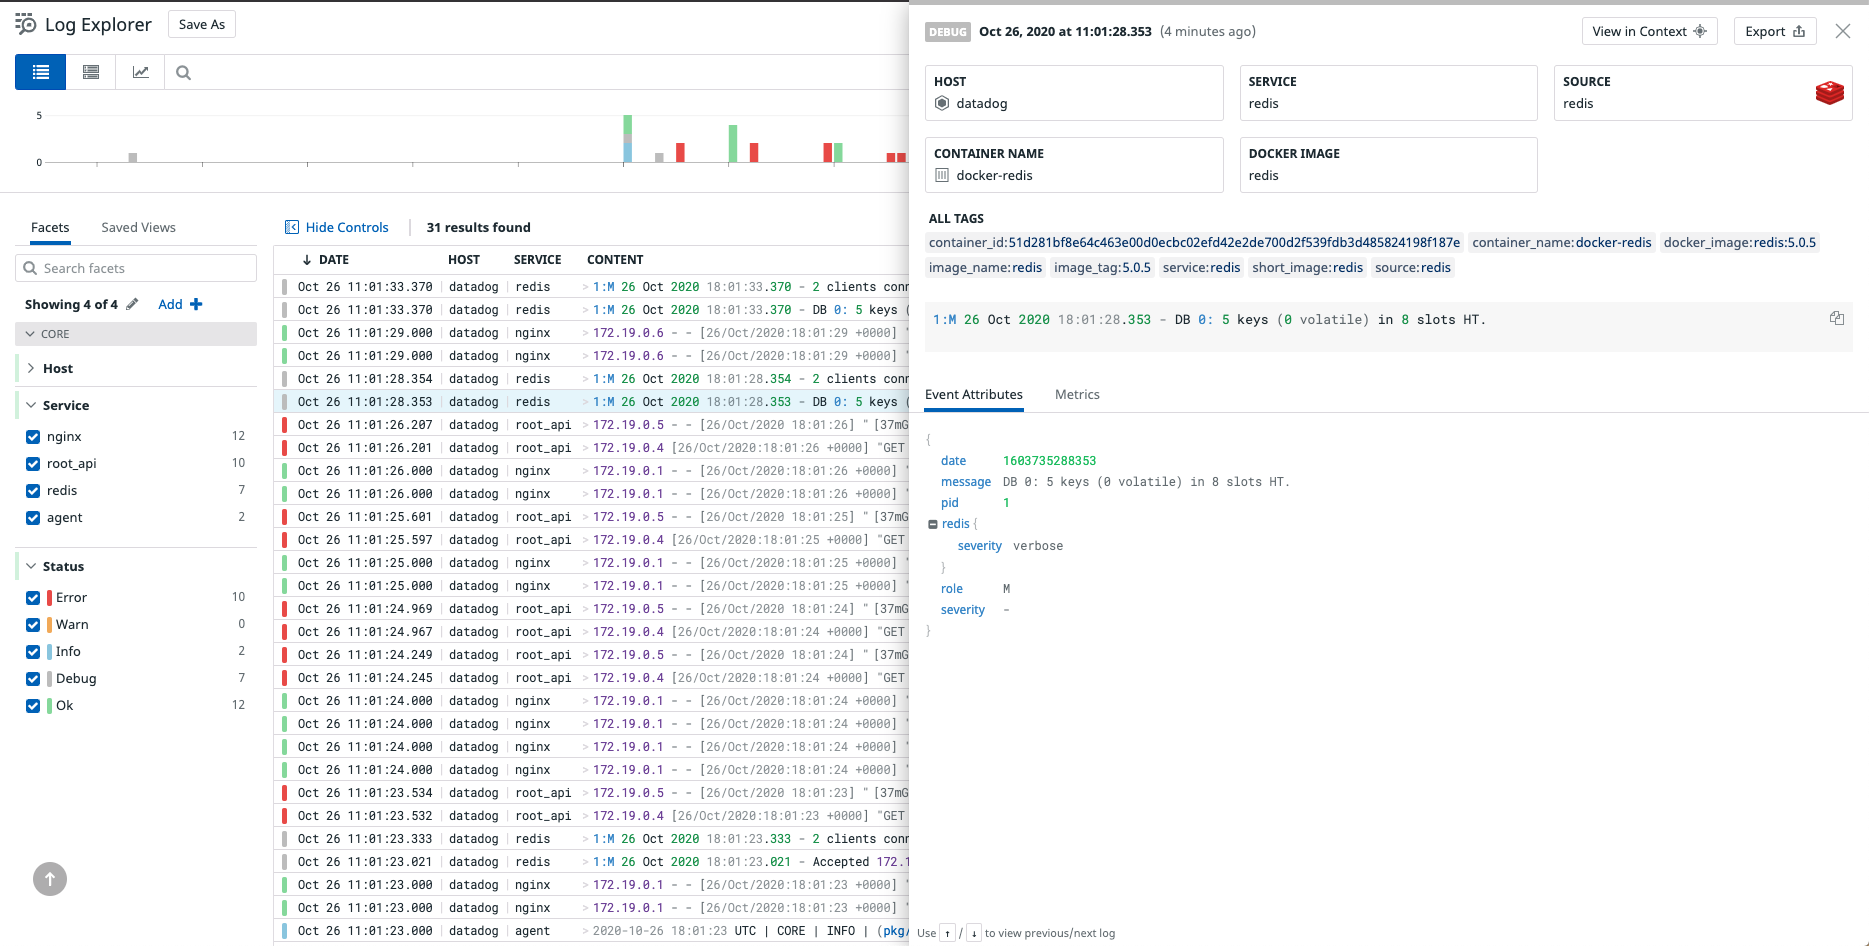 Log Explorer
Save As
5
0
Facets
Saved Views
Search facets
Showing 4 of 4
Add
CORE
Host
Service
nginx 12
root_api 10
redis 7
agent 2
Status
Error 10
Warn 0
Info 2
Debug 7
Ok 12
Hide Controls
31 results found
DATE HOST SERVICE CONTENT
Oct 26 11:01:33.370 datadog redis > 1:M 26 Oct 2020 18:01:33.370 - 2 clients conn
Oct 26 11:01:33.370 datadog redis > 1:M 26 Oct 2020 18:01:33.370 - DB 0: 5 keys (
Oct 26 11:01:29.000 datadog nginx > 172.19.0.6 - - [26/Oct/2020:18:01:29 +0000] "
Oct 26 11:01:29.000 datadog nginx > 172.19.0.6 - - [26/Oct/2020:18:01:29 +0000] "
Oct 26 11:01:28.354 datadog redis > 1:M 26 Oct 2020 18:01:28.354 - 2 clients conn
Oct 26 11:01:28.353 datadog redis > 1:M 26 Oct 2020 18:01:28.353 - DB 0: 5 keys (
Oct 26 11:01:26.207 datadog root_api > 172.19.0.5 - - [26/Oct/2020 18:01:26] " [37mG
Oct 26 11:01:26.201 datadog root_api > 172.19.0.4 [26/Oct/2020:18:01:26 +0000] "GET
Oct 26 11:01:26.000 datadog nginx > 172.19.0.1 - - [26/Oct/2020:18:01:26 +0000] "
Oct 26 11:01:26.000 datadog nginx > 172.19.0.1 - - [26/Oct/2020:18:01:26 +0000] "
Oct 26 11:01:25.601 datadog root_api > 172.19.0.5 - - [26/Oct/2020 18:01:25] " [37mG
Oct 26 11:01:25.597 datadog root_api > 172.19.0.4 [26/Oct/2020:18:01:25 +0000] "GET
Oct 26 11:01:25.000 datadog nginx > 172.19.0.1 - - [26/Oct/2020:18:01:25 +0000] "
Oct 26 11:01:25.000 datadog nginx > 172.19.0.1 - - [26/Oct/2020:18:01:25 +0000] "
Oct 26 11:01:24.969 datadog root_api > 172.19.0.5 - - [26/Oct/2020 18:01:24] " [37mG
Oct 26 11:01:24.967 datadog root_api > 172.19.0.4 [26/Oct/2020:18:01:24 +0000] "GET
Oct 26 11:01:24.249 datadog root_api > 172.19.0.5 - - [26/Oct/2020 18:01:24] " [37mG
Oct 26 11:01:24.245 datadog root_api > 172.19.0.4 [26/Oct/2020:18:01:24 +0000] "GET
Oct 26 11:01:24.000 datadog nginx > 172.19.0.1 - - [26/Oct/2020:18:01:24 +0000] "
Oct 26 11:01:24.000 datadog nginx > 172.19.0.1 - - [26/Oct/2020:18:01:24 +0000] "
Oct 26 11:01:24.000 datadog nginx > 172.19.0.1 - - [26/Oct/2020:18:01:24 +0000] "
Oct 26 11:01:24.000 datadog nginx > 172.19.0.1 - - [26/Oct/2020:18:01:24 +0000] "
Oct 26 11:01:23.534 datadog root_api > 172.19.0.5 - - [26/Oct/2020 18:01:23] " [37mG
Oct 26 11:01:23.532 datadog root_api > 172.19.0.4 [26/Oct/2020:18:01:23 +0000] "GET
Oct 26 11:01:23.333 datadog redis > 1:M 26 Oct 2020 18:01:23.333 - 2 clients conn
Oct 26 11:01:23.021 datadog redis > 1:M 26 Oct 2020 18:01:23.021 - Accepted 172.1
Oct 26 11:01:23.000 datadog nginx > 172.19.0.1 - - [26/Oct/2020:18:01:23 +0000] "
Oct 26 11:01:23.000 datadog nginx > 172.19.0.1 - - [26/Oct/2020:18:01:23 +0000] "
Oct 26 11:01:23.000 datadog agent > 2020-10-26 18:01:23 UTC | CORE | INFO | (pkg/
DEBUG Oct 26, 2020 at 11:01:28.353 (4 minutes ago)
View in Context
Export
HOST
datadog
SERVICE
redis
SOURCE
redis
CONTAINER NAME
docker-redis
DOCKER IMAGE
redis
ALL TAGS
container_id:51d281bf8e64c463e00d0ecbc02efd42e2de700d2f539fdb3d485824198f187e container_name:docker-redis docker_image:redis:5.0.5
image_name:redis image_tag:5.0.5 service:redis short_image:redis source:redis
1:M 26 Oct 2020 18:01:28.353 - DB 0: 5 keys (0 volatile) in 8 slots HT.
Event Attributes
Metrics
{
date 1603735288353
message DB 0: 5 keys (0 volatile) in 8 slots HT.
pid 1
redis {
severity verbose
}
role M
severity -
}
Use ↑ / ↓ to view previous/next log